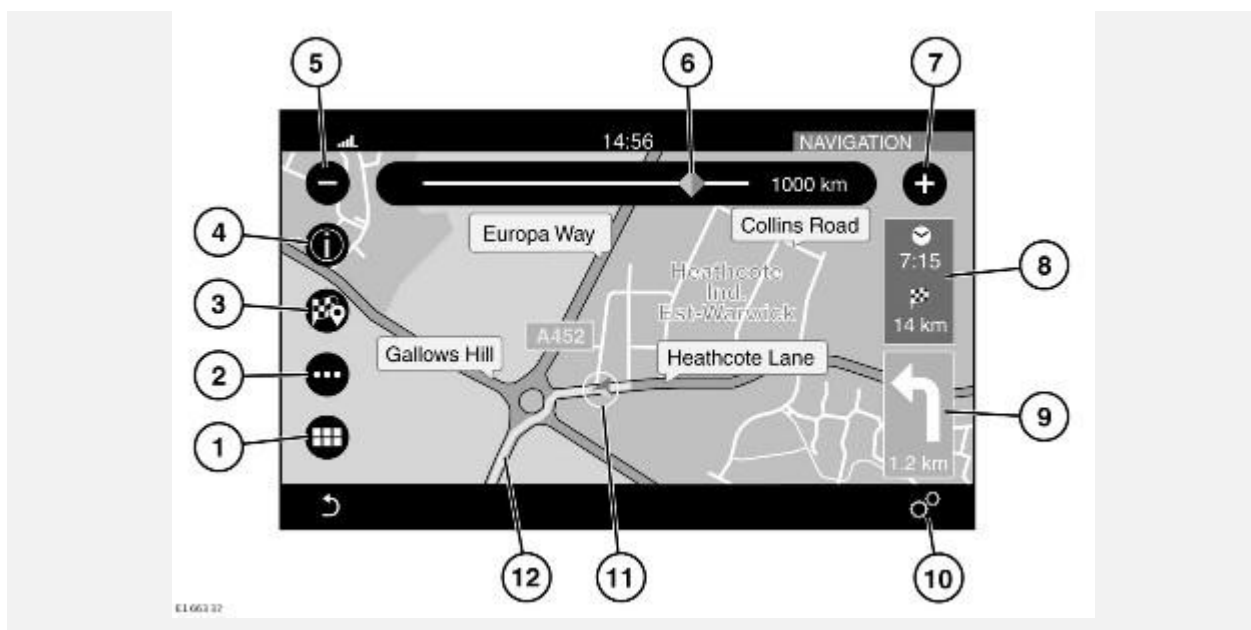 5
6
7
14:56
NAVIGATION
1000 km
4
Europa Way
Collins Road
7:15
8
Heathcote
Ind.
Est-Warwick
3
14 km
A452
Gallows Hill
Heathcote Lane
2
9
1
1.2 km
12
11
10
E166332